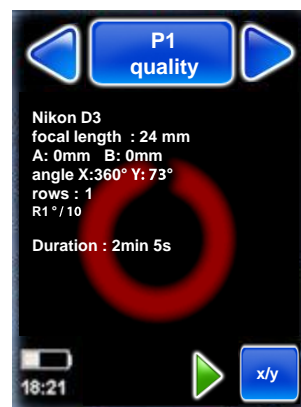 P1
quality
Nikon D3
focal length : 24 mm
A: 0mm B: 0mm
angle X:360° Y: 73°
rows : 1
R1 °/ 10
Duration : 2min 5s
x/y
18:21